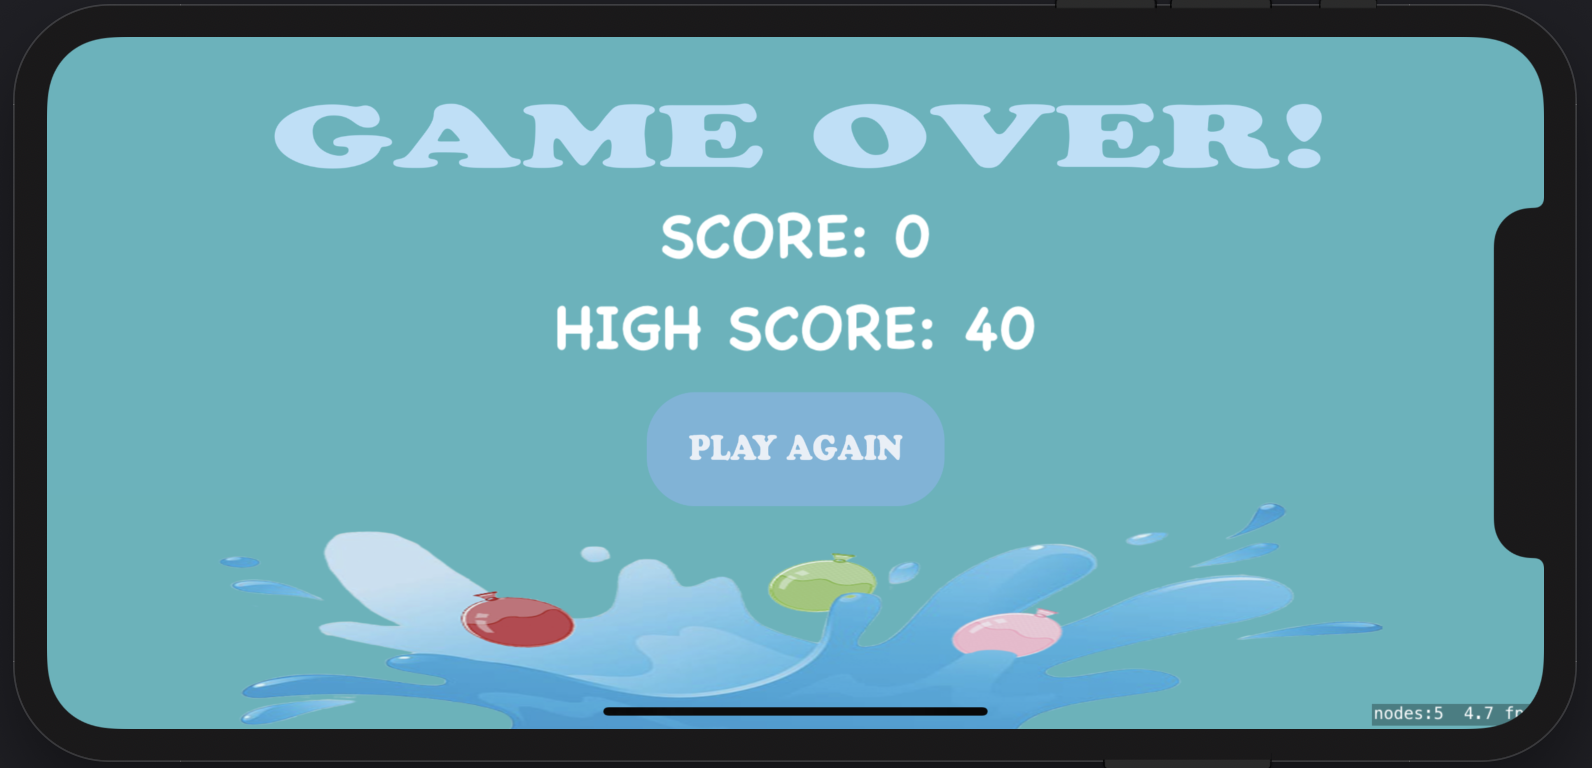 GAME OVER!
SCORE: 0
HIGH SCORE: 40
PLAY AGAIN
nodes:5 4.7